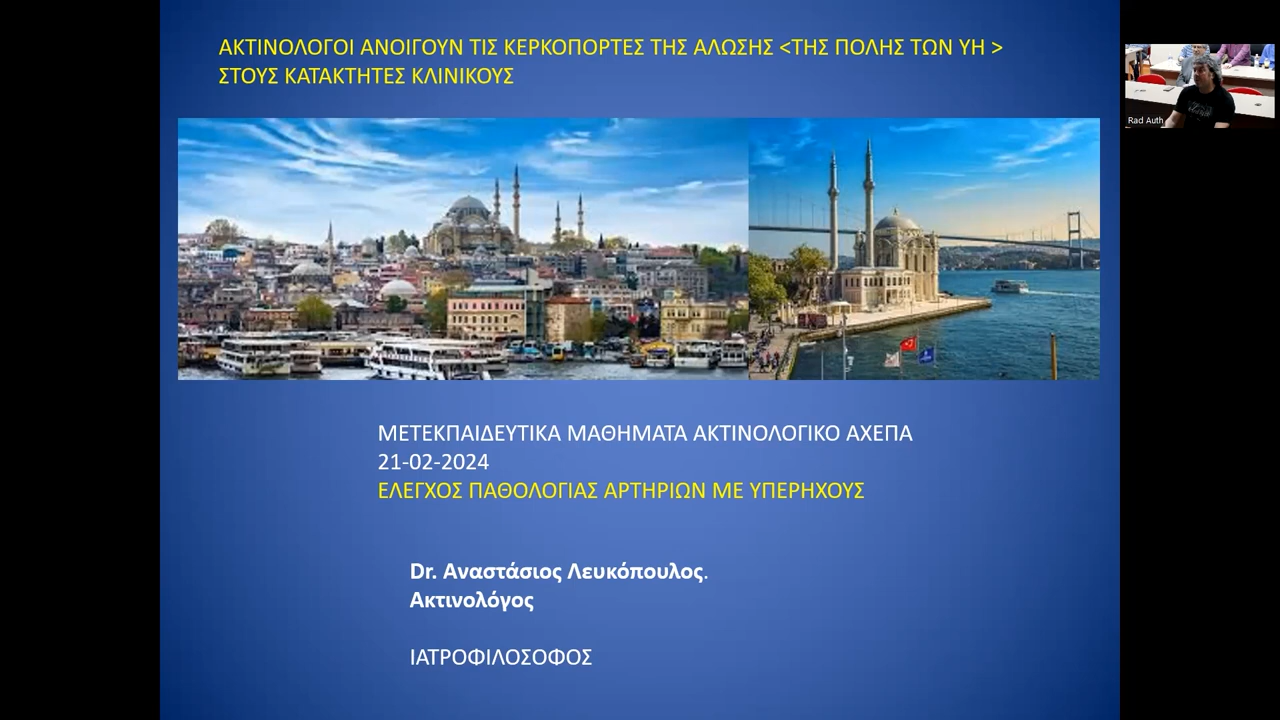 ΑΚΤΙΝΟΛΟΓΟΙ ΑΝΟΙΓΟΥΝ ΤΙΣ ΚΕΡΚΟΠΟΡΤΕΣ ΤΗΣ ΑΛΩΣΗΣ <ΤΗΣ ΠΟΛΗΣ ΤΩΝ ΥΗ >
ΣΤΟΥΣ ΚΑΤΑΚΤΗΤΕΣ ΚΛΙΝΙΚΟΥΣ
Rad Auth
ΜΕΤΕΚΠΑΙΔΕΥΤΙΚΑ ΜΑΘΗΜΑΤΑ ΑΚΤΙΝΟΛΟΓΙΚΟ ΑΧΕΠΑ
21-02-2024
ΕΛΕΓΧΟΣ ΠΑΘΟΛΟΓΙΑΣ ΑΡΤΗΡΙΩΝ ΜΕ ΥΠΕΡΗΧΟΥΣ
Dr. Αναστάσιος Λευκόπουλος.
Ακτινολόγος
ΙΑΤΡΟΦΙΛΟΣΟΦΟΣ